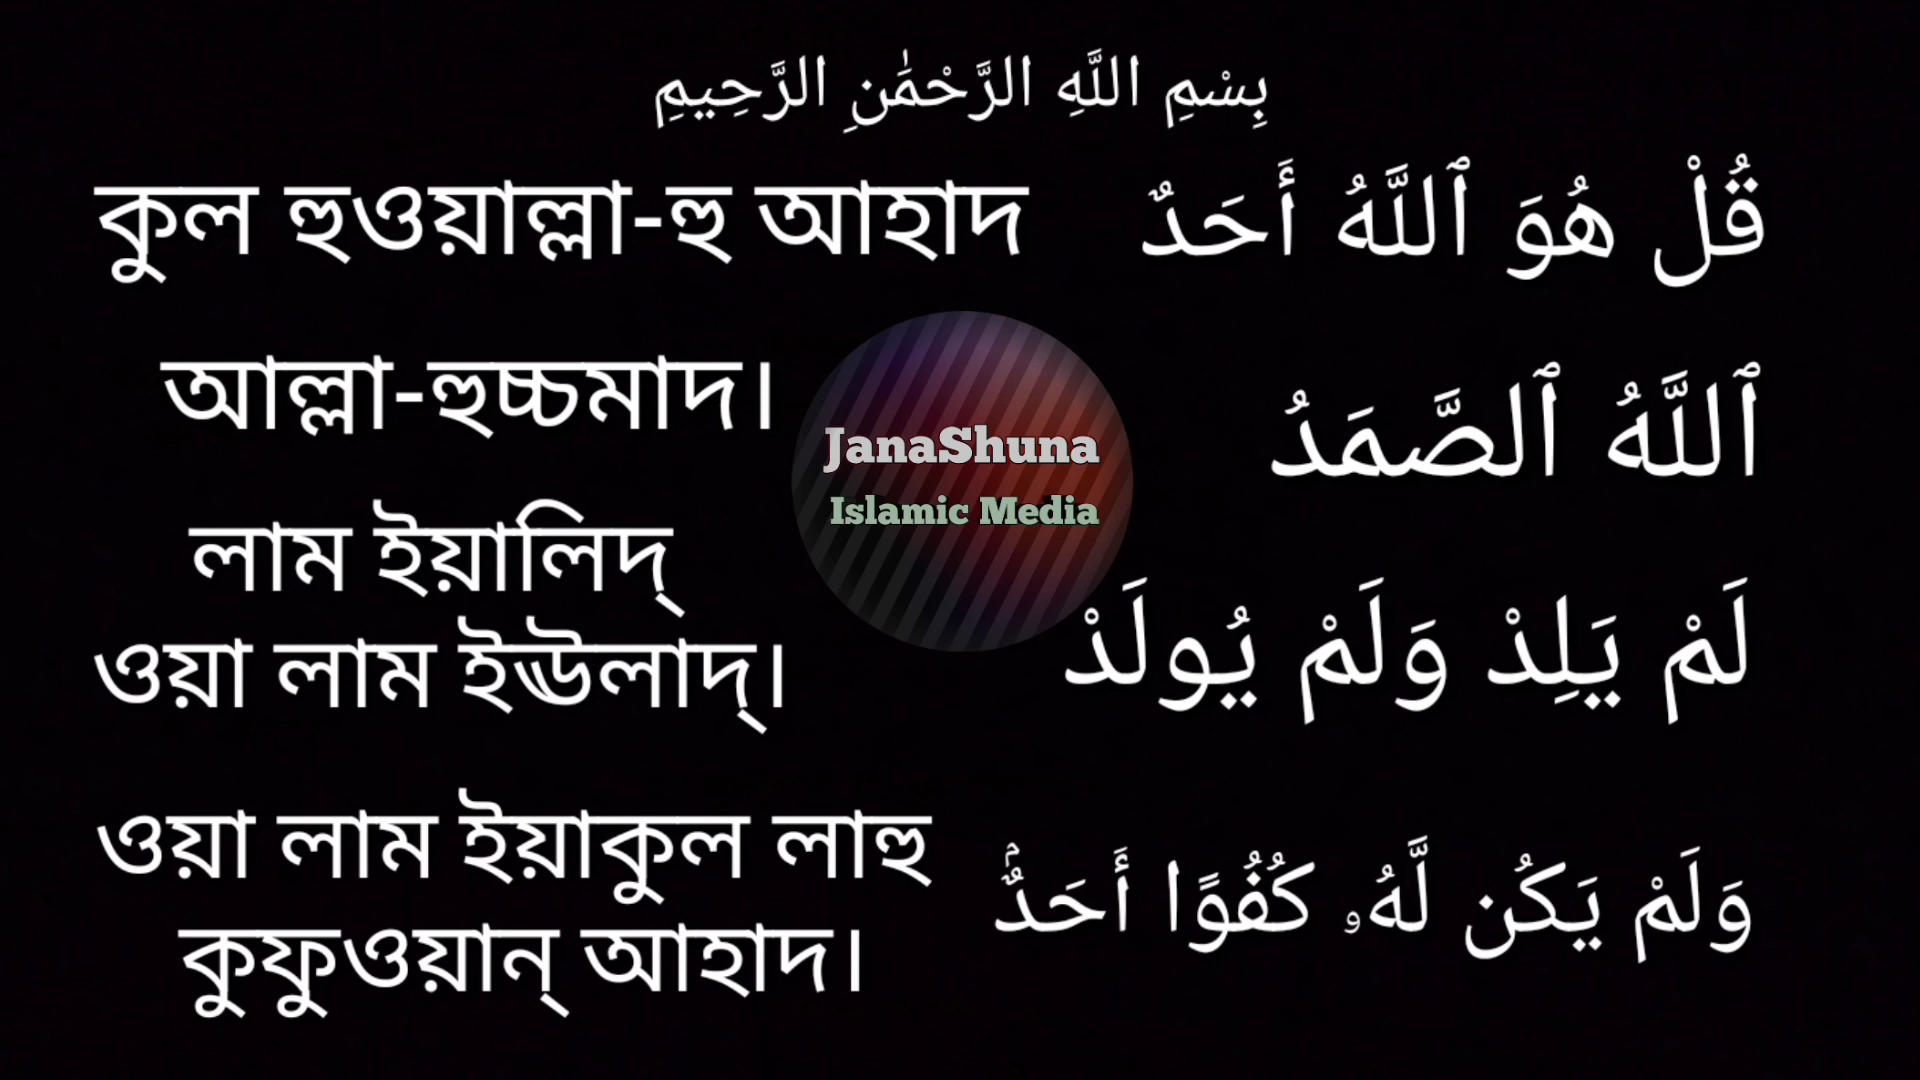 بِسْمِ اللَّهِ الرَّحْمَٰنِ الرَّحِيمِ
কুল হুওয়াল্লা-হু আহাদ
قُلْ هُوَ ٱللَّهُ أَحَدٌ
আল্লা-হুচ্চমাদ।
ٱللَّهُ ٱلصَّمَدُ
JanaShuna
Islamic Media
লাম ইয়ালিদ্
ওয়া লাম ইঊলাদ্।
لَمْ يَلِدْ وَلَمْ يُولَدْ
ওয়া লাম ইয়াকুল লাহু
কুফুওয়ান্ আহাদ।
وَلَمْ يَكُن لَّهُۥ كُفُوًا أَحَدٌۢ